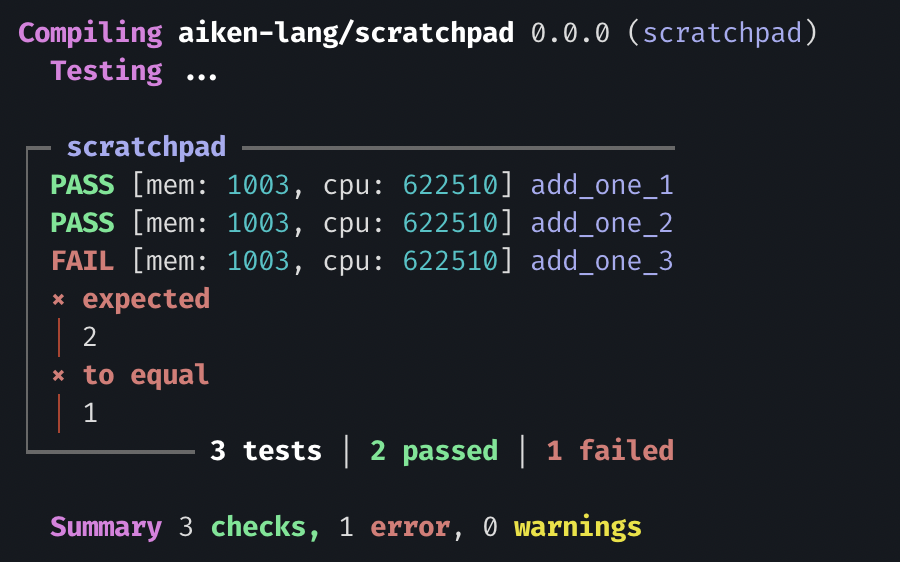 Compiling aiken-lang/scratchpad 0.0.0 (scratchpad)
Testing ...
scratchpad
PASS [mem: 1003, cpu: 622510] add_one_1
PASS [mem: 1003, cpu: 622510] add_one_2
FAIL [mem: 1003, cpu: 622510] add_one_3
× expected
│ 2
× to equal
│ 1
3 tests │ 2 passed │ 1 failed
Summary 3 checks, 1 error, 0 warnings